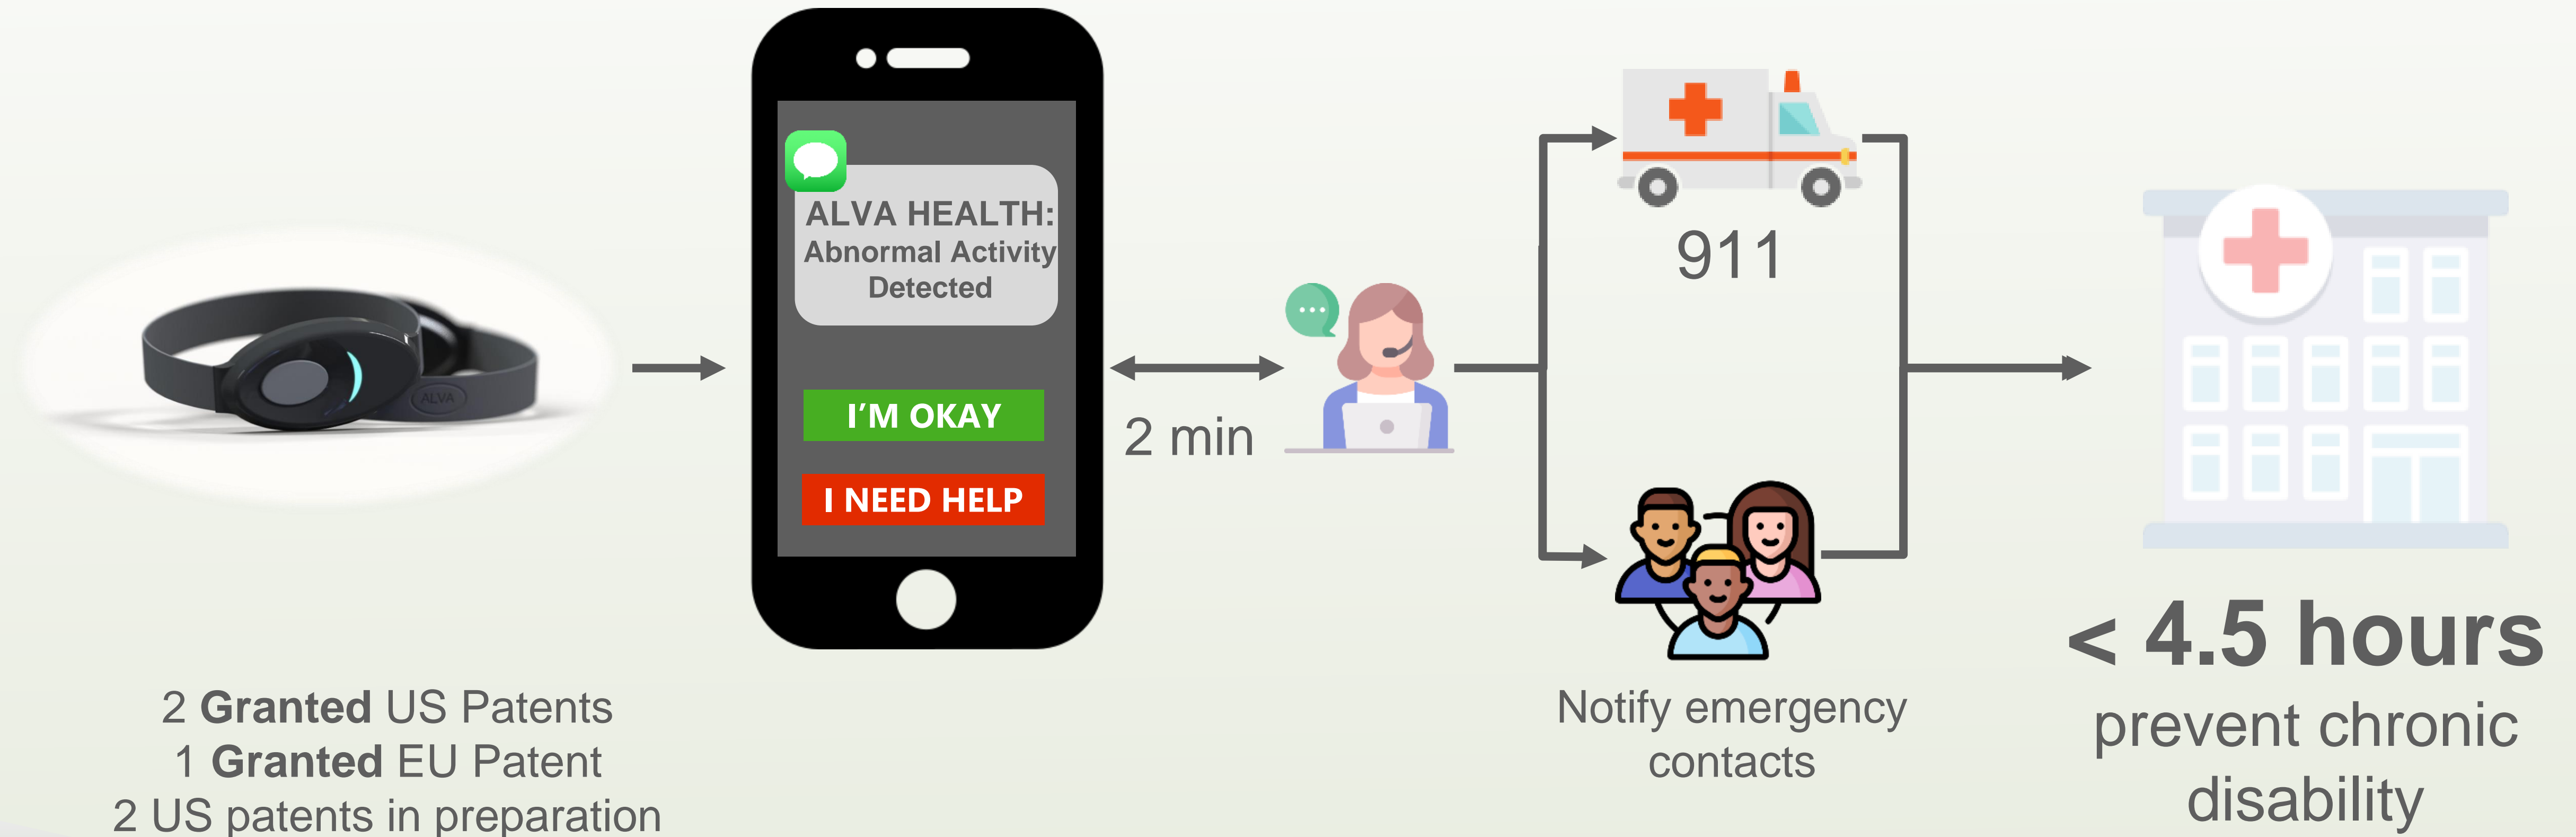 ALVA
ALVA HEALTH:
Abnormal Activity
Detected
I'M OKAY
I NEED HELP
2 min
911
Notify emergency
contacts
2 Granted US Patents
1 Granted EU Patent
2 US patents in preparation
< 4.5 hours
prevent chronic
disability